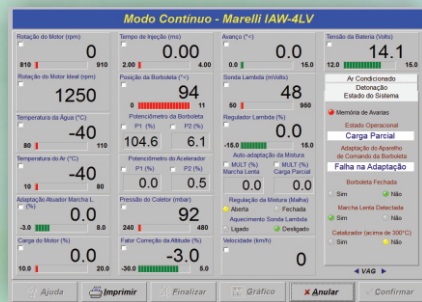 Modo Contínuo - Marelli IAW-4LV
Rotação do Motor (rpm)
0
810 910
Rotação do Motor Ideal (rpm)
1250
Temperatura da Água (°C)
-40
80 110
Temperatura do Ar (°C)
-40
10 80
Adaptação Atuador Marcha L. (%)
0.0
-3.0 8.0
Carga do Motor (%)
0.0
10.0 20.0
Tempo de Injeção (ms)
0.00
2.00 4.00
Posição da Borboleta (°<)
94
0 11
Potenciômetro da Borboleta
P1 (%) P2 (%)
104.6 6.1
Potenciômetro do Acelerador
P1 (%) P2 (%)
0.0 0.5
Pressão do Coletor (mbar)
92
240 480
Fator Correção da Altitude (%)
-3.0
-30.0 5.0
Avanço (°<)
0.0
0.0 15.0
Sonda Lambda (mVolts)
48
50 980
Regulador Lambda (%)
0.0
-15.0 15.0
Auto-adaptação da Mistura
MULT (%) MULT (%)
Marcha Lenta Carga Parcial
0.0 0.0
Regulação da Mistura (Malha)
Aberta Fechada
Aquecimento Sonda Lambda
Ligado Desligado
Velocidade (km/h)
0
Tensão da Bateria (Volts)
14.1
12.0 15.0
Ar Condicionado
Detonação
Estado do Sistema
Memória de Avarias
Estado Operacional
Carga Parcial
Adaptação do Aparelho
de Comando da Borboleta
Falha na Adaptação
Borboleta Fechada
Sim Não
Marcha Lenta Detectada
Sim Não
Catalizador (acima de 300°C)
Sim Não
VAG
Ajuda
Imprimir
Finalizar
Gráfico
Anular
Confirmar